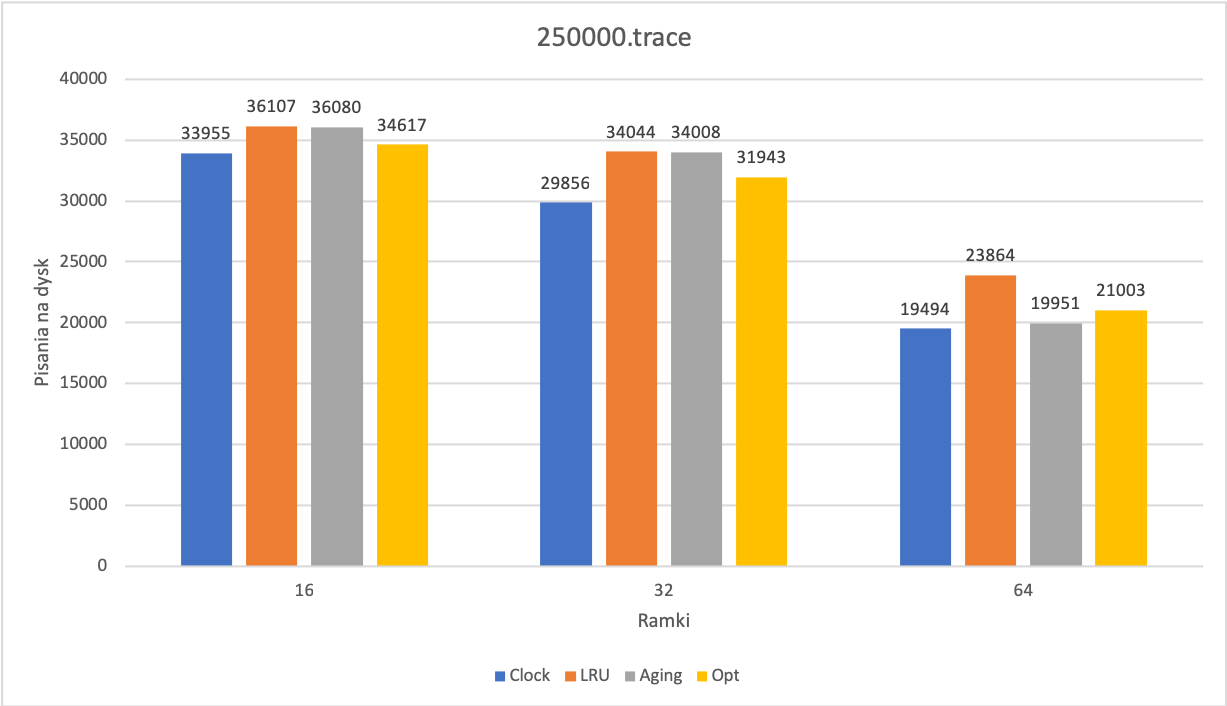 250000.trace
40000
35000
30000
25000
20000
15000
10000
5000
0
Pisania na dysk
33955 36107 36080 34617
29856 34044 34008 31943
19494 23864 19951 21003
16 32 64
Ramki
Clock LRU Aging Opt